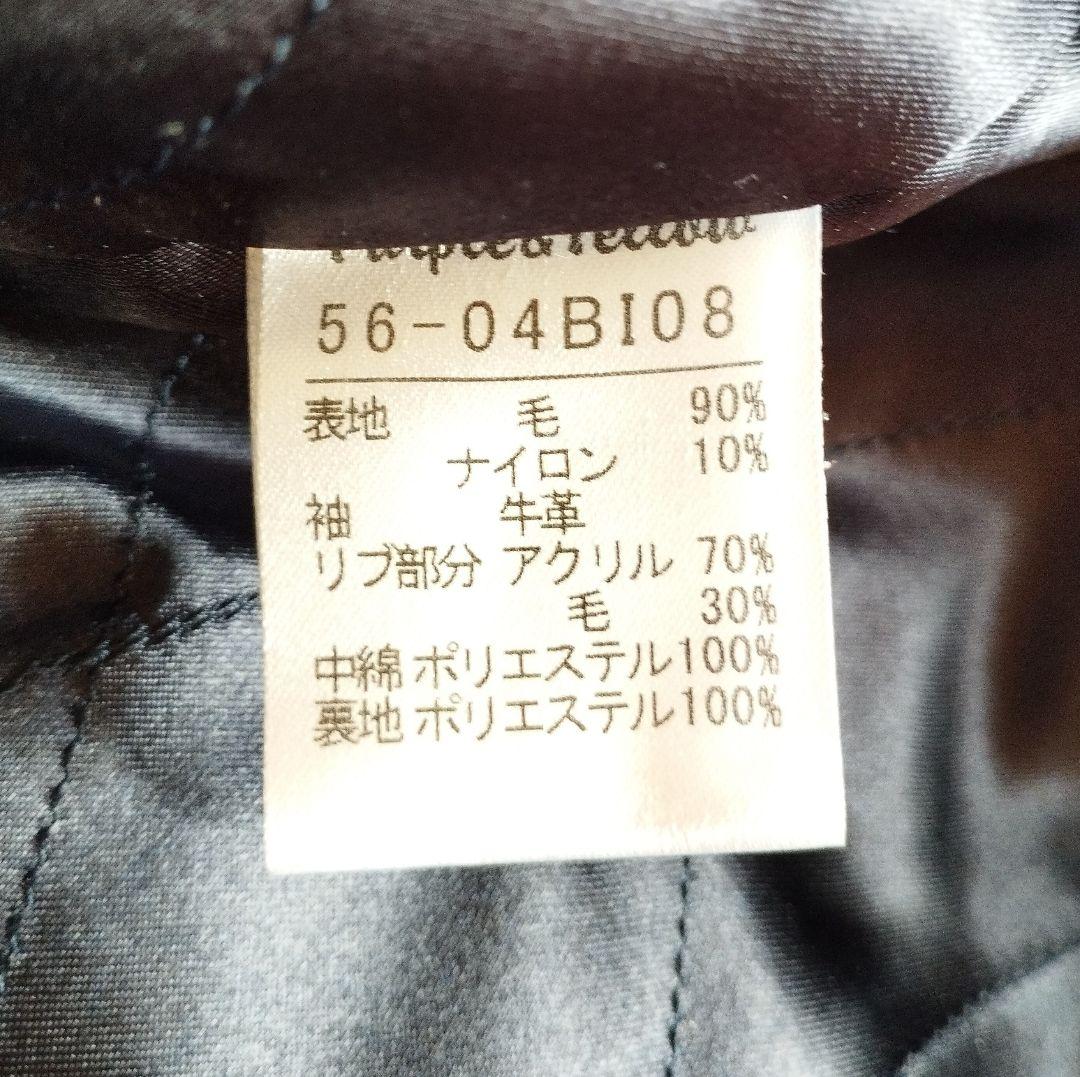 Purple&Yellow
56-04BI08
表地 毛 90%
ナイロン 10%
袖 牛革
リブ部分 アクリル 70%
毛 30%
中綿 ポリエステル100%
裏地 ポリエステル100%